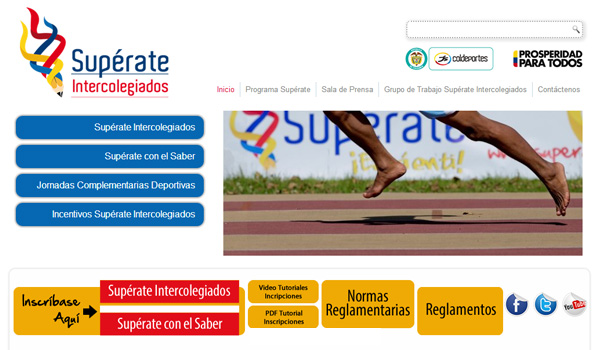 Supérate
Intercolegiados
coldeportes
PROSPERIDAD
PARA TODOS
Inicio
Programa Supérate
Sala de Prensa
Grupo de Trabajo Supérate Intercolegiados
Contáctenos
Supérate Intercolegiados
Supérate con el Saber
Jornadas Complementarias Deportivas
Incentivos Supérate Intercolegiados
Supérate
www.super
Inscríbase
Aquí
Supérate Intercolegiados
Supérate con el Saber
Video Tutoriales
Incripciones
PDF Tutorial
Inscripciones
Normas
Reglamentarias
Reglamentos
f
t
You Tube